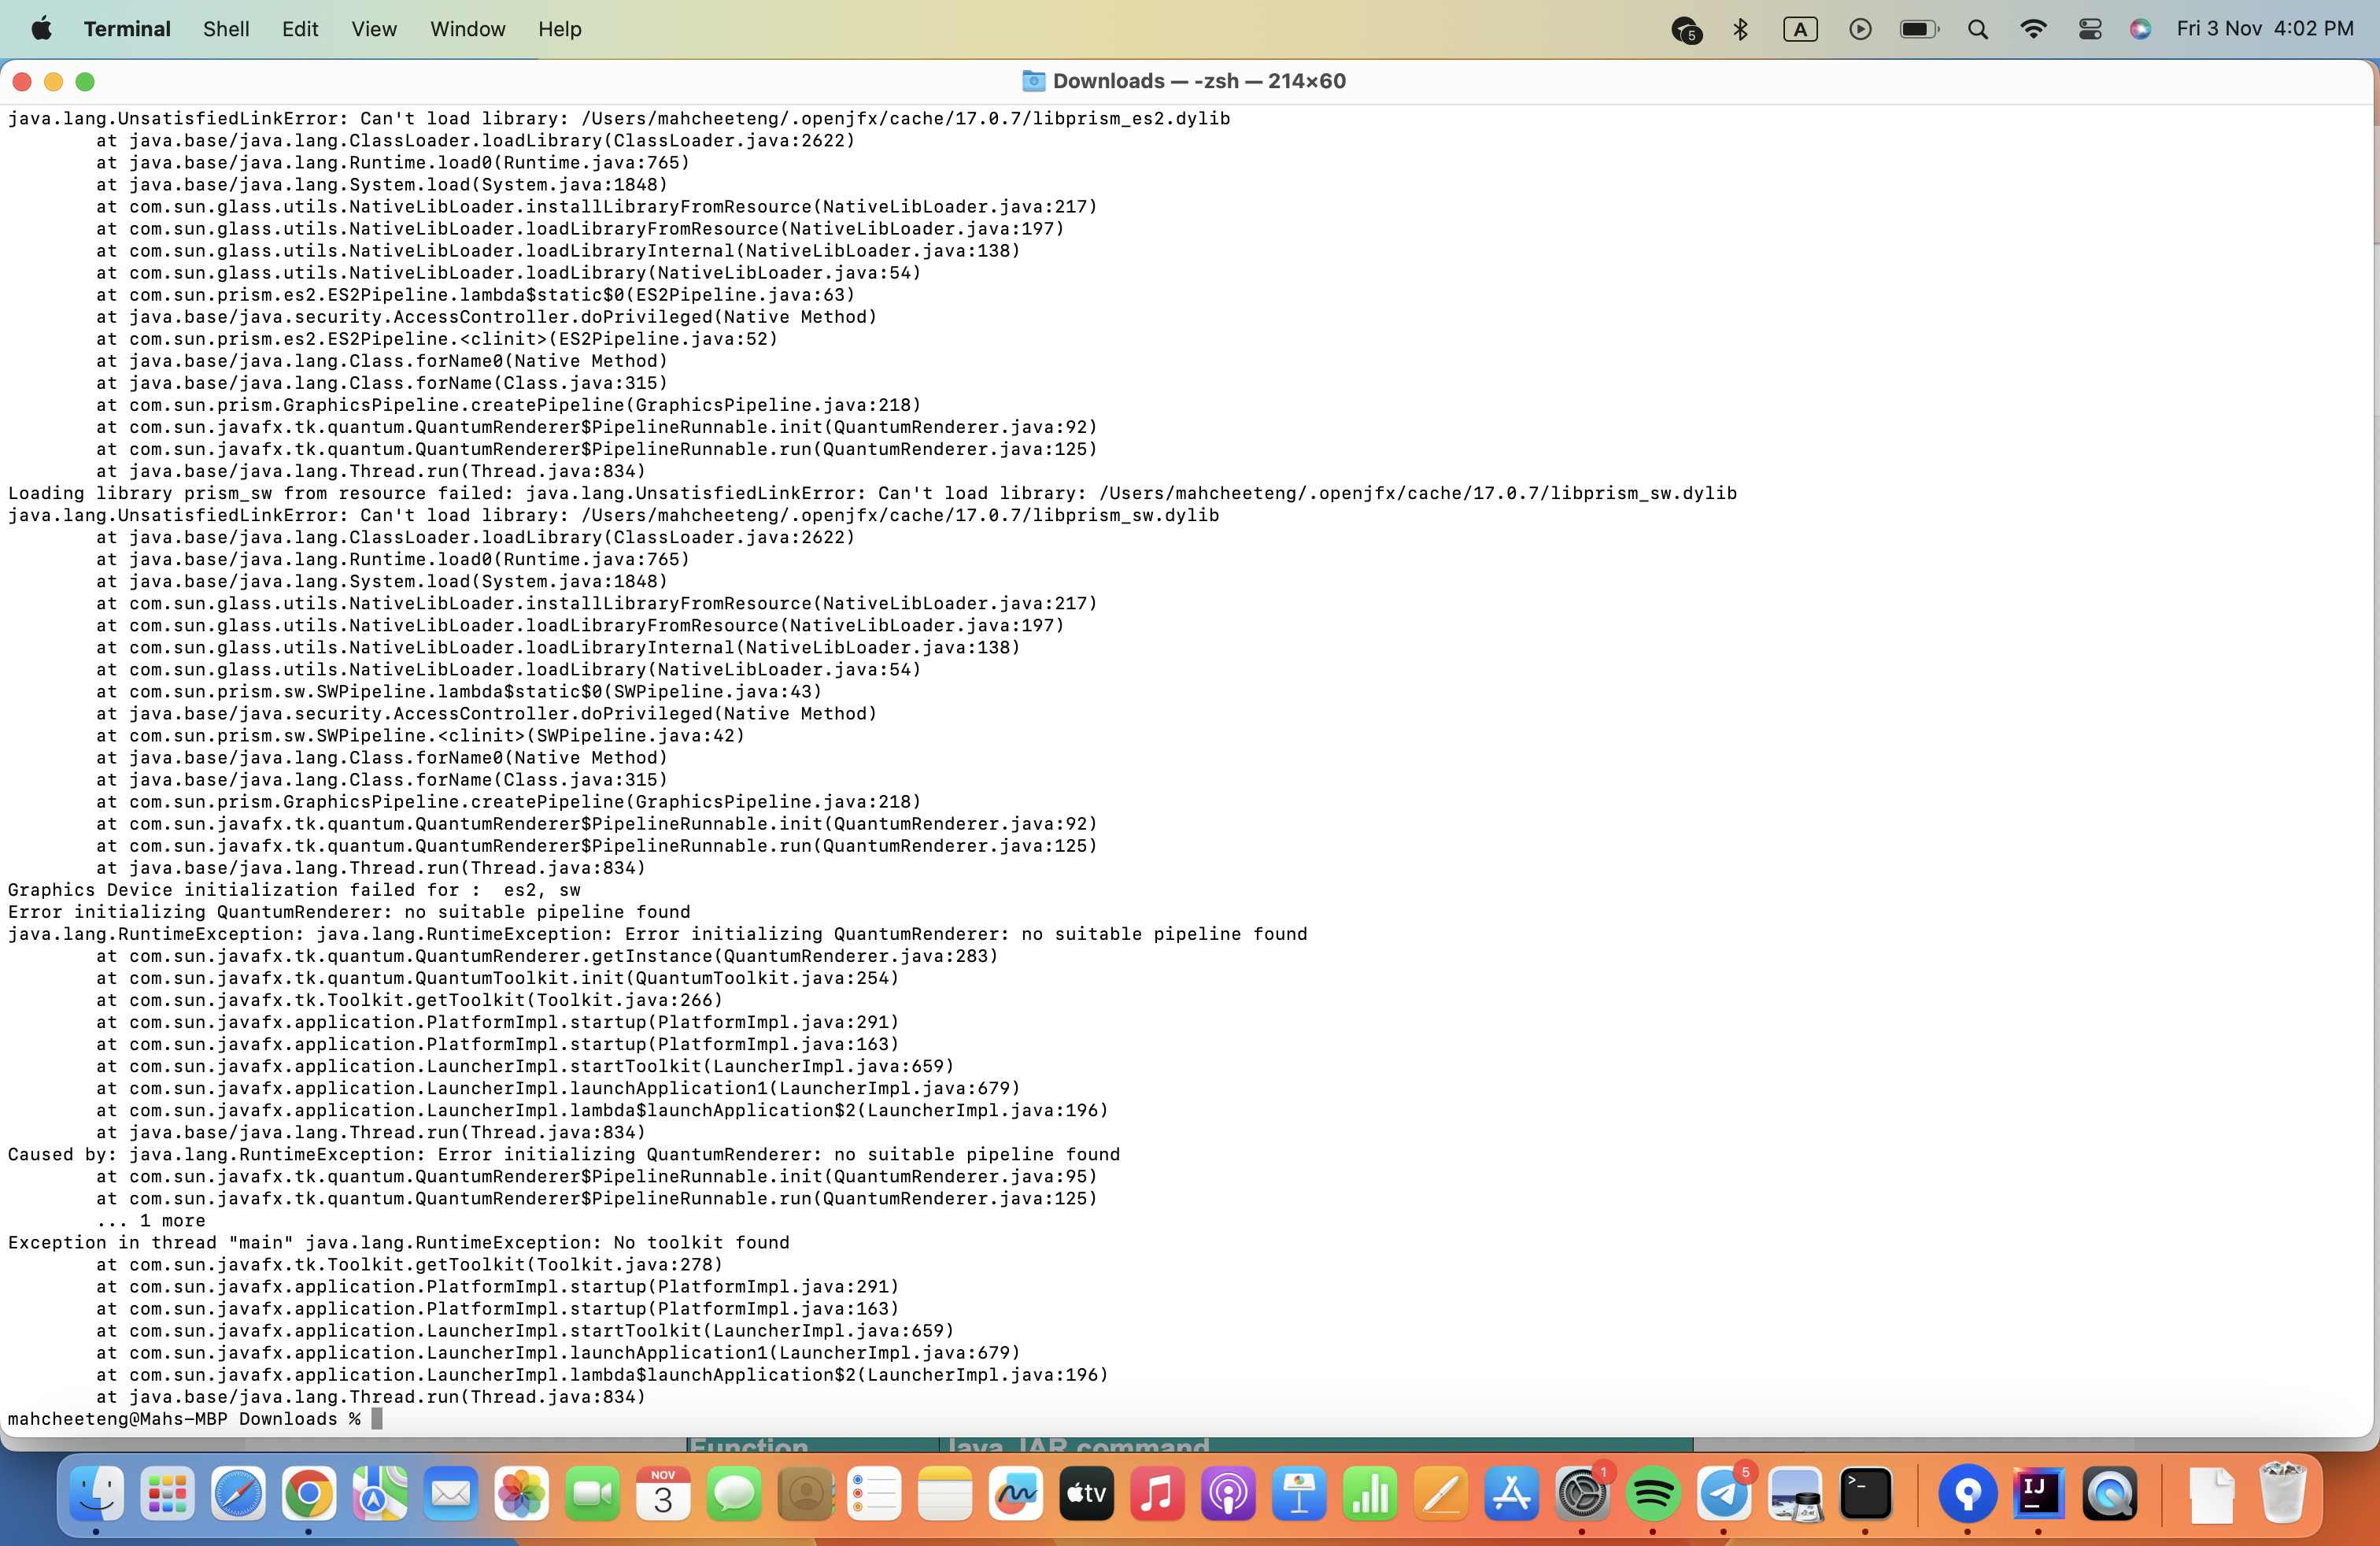 Terminal Shell Edit View Window Help 5 A Fri 3 Nov 4:02 PM
Downloads — -zsh — 214×60
java.lang.UnsatisfiedLinkError: Can't load library: /Users/mahcheeteng/.openjfx/cache/17.0.7/libprism_es2.dylib
at java.base/java.lang.ClassLoader.loadLibrary(ClassLoader.java:2622)
at java.base/java.lang.Runtime.load0(Runtime.java:765)
at java.base/java.lang.System.load(System.java:1848)
at com.sun.glass.utils.NativeLibLoader.installLibraryFromResource(NativeLibLoader.java:217)
at com.sun.glass.utils.NativeLibLoader.loadLibraryFromResource(NativeLibLoader.java:197)
at com.sun.glass.utils.NativeLibLoader.loadLibraryInternal(NativeLibLoader.java:138)
at com.sun.glass.utils.NativeLibLoader.loadLibrary(NativeLibLoader.java:54)
at com.sun.prism.es2.ES2Pipeline.lambda$static$0(ES2Pipeline.java:63)
at java.base/java.security.AccessController.doPrivileged(Native Method)
at com.sun.prism.es2.ES2Pipeline.<clinit>(ES2Pipeline.java:52)
at java.base/java.lang.Class.forName0(Native Method)
at java.base/java.lang.Class.forName(Class.java:315)
at com.sun.prism.GraphicsPipeline.createPipeline(GraphicsPipeline.java:218)
at com.sun.javafx.tk.quantum.QuantumRenderer$PipelineRunnable.init(QuantumRenderer.java:92)
at com.sun.javafx.tk.quantum.QuantumRenderer$PipelineRunnable.run(QuantumRenderer.java:125)
at java.base/java.lang.Thread.run(Thread.java:834)
Loading library prism_sw from resource failed: java.lang.UnsatisfiedLinkError: Can't load library: /Users/mahcheeteng/.openjfx/cache/17.0.7/libprism_sw.dylib
java.lang.UnsatisfiedLinkError: Can't load library: /Users/mahcheeteng/.openjfx/cache/17.0.7/libprism_sw.dylib
at java.base/java.lang.ClassLoader.loadLibrary(ClassLoader.java:2622)
at java.base/java.lang.Runtime.load0(Runtime.java:765)
at java.base/java.lang.System.load(System.java:1848)
at com.sun.glass.utils.NativeLibLoader.installLibraryFromResource(NativeLibLoader.java:217)
at com.sun.glass.utils.NativeLibLoader.loadLibraryFromResource(NativeLibLoader.java:197)
at com.sun.glass.utils.NativeLibLoader.loadLibraryInternal(NativeLibLoader.java:138)
at com.sun.glass.utils.NativeLibLoader.loadLibrary(NativeLibLoader.java:54)
at com.sun.prism.sw.SWPipeline.lambda$static$0(SWPipeline.java:43)
at java.base/java.security.AccessController.doPrivileged(Native Method)
at com.sun.prism.sw.SWPipeline.<clinit>(SWPipeline.java:42)
at java.base/java.lang.Class.forName0(Native Method)
at java.base/java.lang.Class.forName(Class.java:315)
at com.sun.prism.GraphicsPipeline.createPipeline(GraphicsPipeline.java:218)
at com.sun.javafx.tk.quantum.QuantumRenderer$PipelineRunnable.init(QuantumRenderer.java:92)
at com.sun.javafx.tk.quantum.QuantumRenderer$PipelineRunnable.run(QuantumRenderer.java:125)
at java.base/java.lang.Thread.run(Thread.java:834)
Graphics Device initialization failed for :  es2, sw
Error initializing QuantumRenderer: no suitable pipeline found
java.lang.RuntimeException: java.lang.RuntimeException: Error initializing QuantumRenderer: no suitable pipeline found
at com.sun.javafx.tk.quantum.QuantumRenderer.getInstance(QuantumRenderer.java:283)
at com.sun.javafx.tk.quantum.QuantumToolkit.init(QuantumToolkit.java:254)
at com.sun.javafx.tk.Toolkit.getToolkit(Toolkit.java:266)
at com.sun.javafx.application.PlatformImpl.startup(PlatformImpl.java:291)
at com.sun.javafx.application.PlatformImpl.startup(PlatformImpl.java:163)
at com.sun.javafx.application.LauncherImpl.startToolkit(LauncherImpl.java:659)
at com.sun.javafx.application.LauncherImpl.launchApplication1(LauncherImpl.java:679)
at com.sun.javafx.application.LauncherImpl.lambda$launchApplication$2(LauncherImpl.java:196)
at java.base/java.lang.Thread.run(Thread.java:834)
Caused by: java.lang.RuntimeException: Error initializing QuantumRenderer: no suitable pipeline found
at com.sun.javafx.tk.quantum.QuantumRenderer$PipelineRunnable.init(QuantumRenderer.java:95)
at com.sun.javafx.tk.quantum.QuantumRenderer$PipelineRunnable.run(QuantumRenderer.java:125)
... 1 more
Exception in thread "main" java.lang.RuntimeException: No toolkit found
at com.sun.javafx.tk.Toolkit.getToolkit(Toolkit.java:278)
at com.sun.javafx.application.PlatformImpl.startup(PlatformImpl.java:291)
at com.sun.javafx.application.PlatformImpl.startup(PlatformImpl.java:163)
at com.sun.javafx.application.LauncherImpl.startToolkit(LauncherImpl.java:659)
at com.sun.javafx.application.LauncherImpl.launchApplication1(LauncherImpl.java:679)
at com.sun.javafx.application.LauncherImpl.lambda$launchApplication$2(LauncherImpl.java:196)
at java.base/java.lang.Thread.run(Thread.java:834)
mahcheeteng@Mahs-MBP Downloads %
Function Java JAR command
NOV
3
tv
1
5
>_
IJ